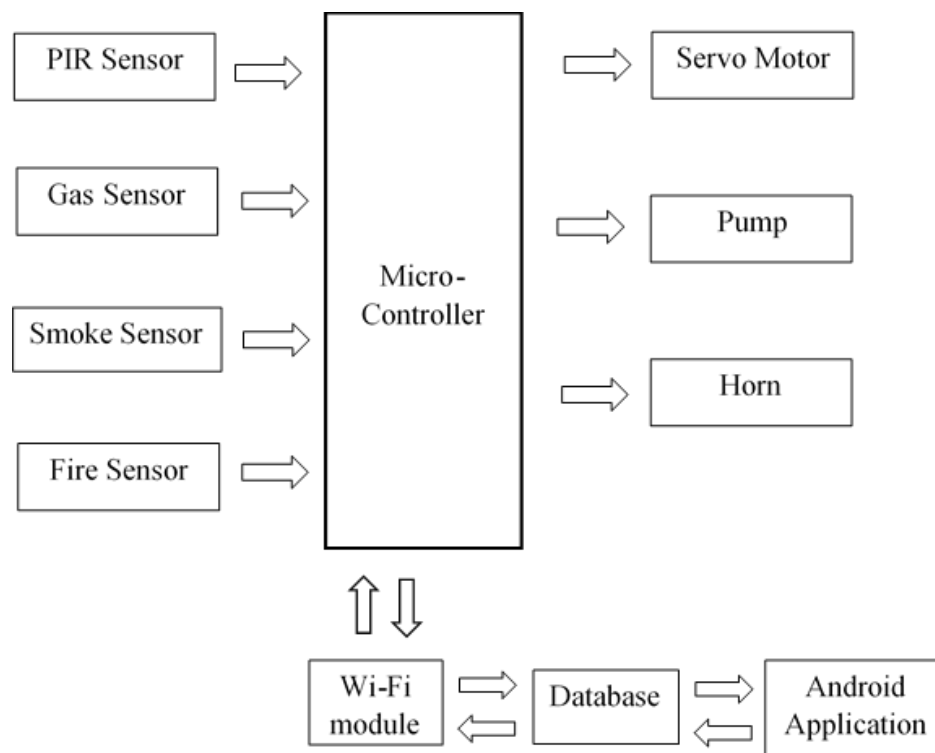 PIR Sensor
Gas Sensor
Smoke Sensor
Fire Sensor
Micro-
Controller
Servo Motor
Pump
Horn
Wi-Fi
module
Database
Android
Application